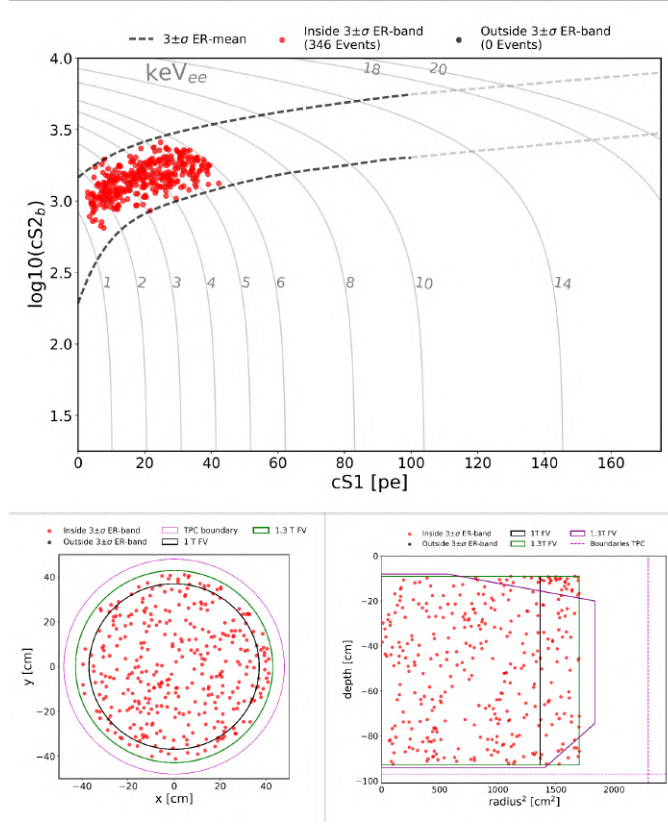 3±σ ER-mean
Inside 3±σ ER-band
(346 Events)
Outside 3±σ ER-band
(0 Events)
4.0
3.5
3.0
2.5
2.0
1.5
log10(cS2b)
keVee
18
20
1
2
3
4
5
6
8
10
14
0 20 40 60 80 100 120 140 160
cS1 [pe]
Inside 3±σ ER-band
Outside 3±σ ER-band
TPC boundary
1 T FV
1.3 T FV
40
20
0
−20
−40
y [cm]
−40 −20 0 20 40
x [cm]
Inside 3±σ ER-band
Outside 3±σ ER-band
1T FV
1.3T FV
1.3T FV
Boundaries TPC
0
−20
−40
−60
−80
−100
depth [cm]
0 500 1000 1500 2000
radius² [cm²]